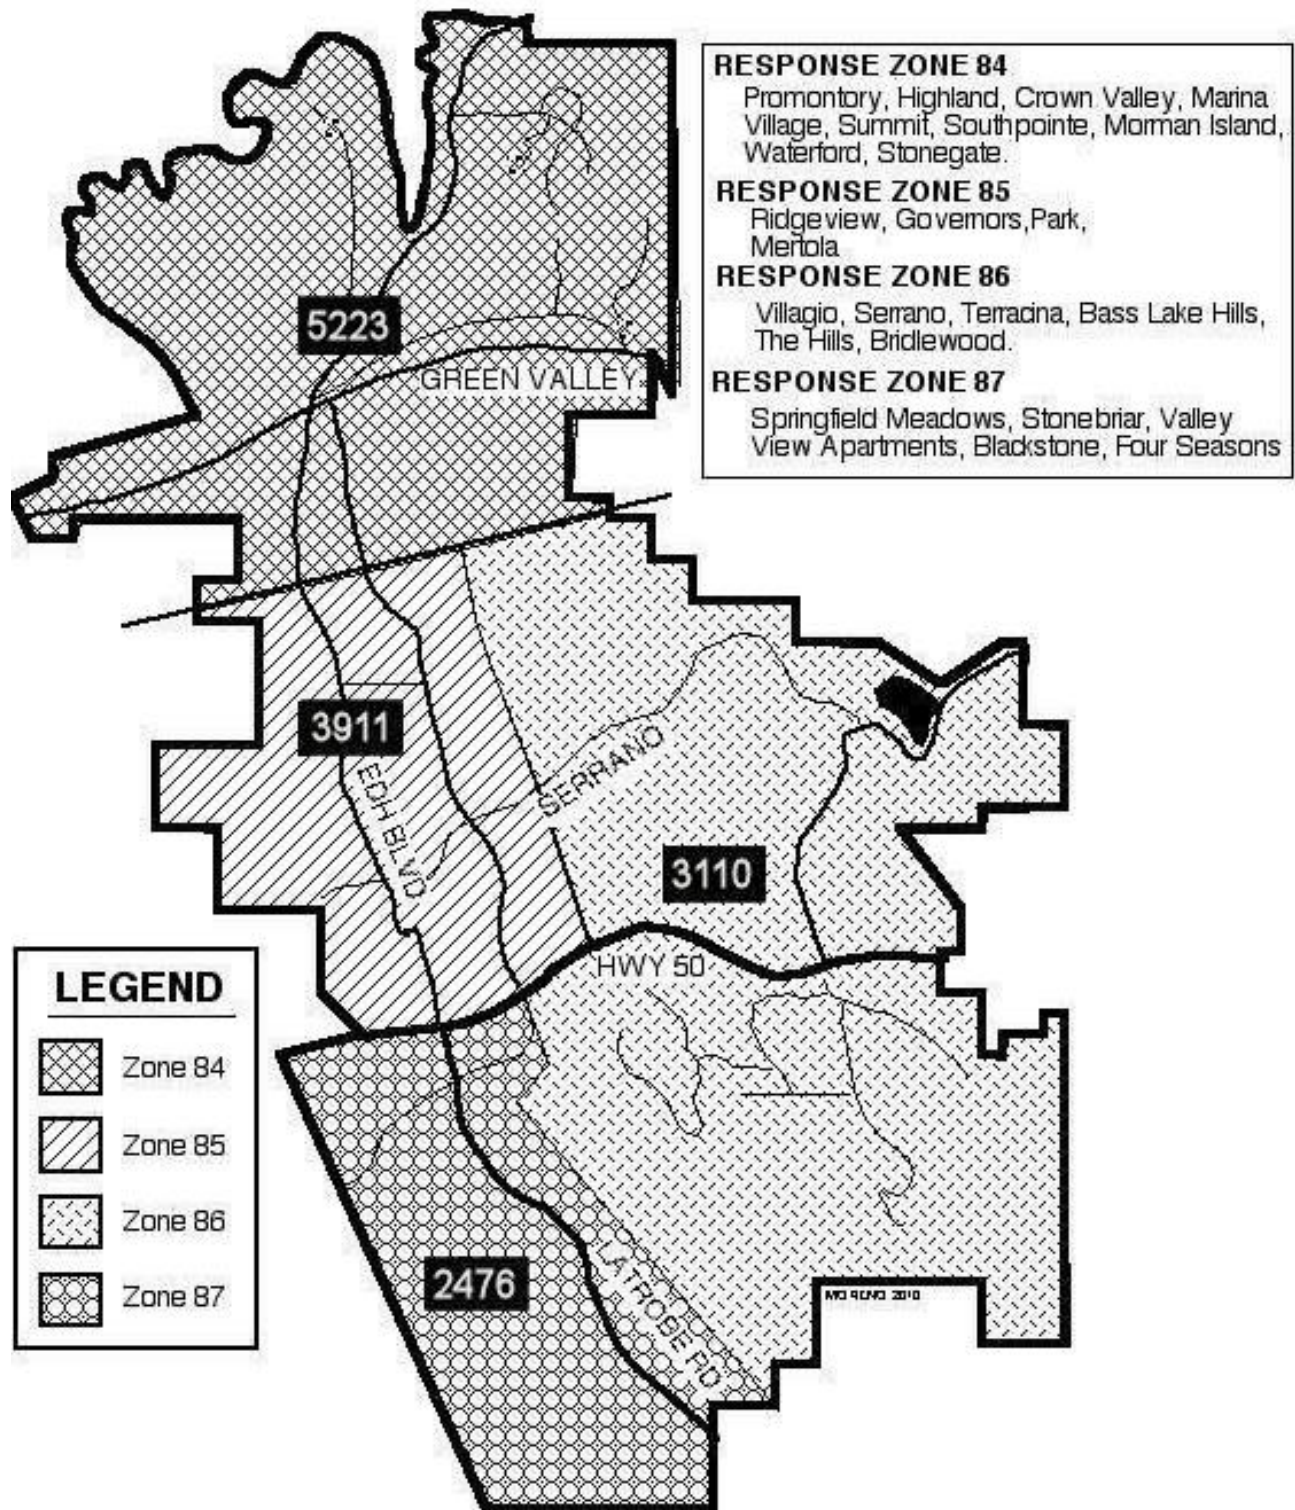 RESPONSE ZONE 84
Promontory, Highland, Crown Valley, Marina
Village, Summit, Southpointe, Morman Island,
Waterford, Stonegate.
RESPONSE ZONE 85
Ridgeview, Governors,Park,
Mertola
RESPONSE ZONE 86
Villagio, Serrano, Terracina, Bass Lake Hills,
The Hills, Bridlewood.
RESPONSE ZONE 87
Springfield Meadows, Stonebriar, Valley
View Apartments, Blackstone, Four Seasons
5223
GREEN VALLEY
3911
EDH BLVD
SERRANO
3110
HWY 50
2476
LATROBE RD
MORENO 2010
LEGEND
Zone 84
Zone 85
Zone 86
Zone 87